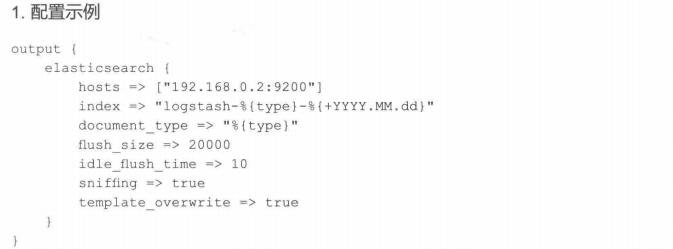 1. 配置示例
output {
    elasticsearch {
        hosts => ["192.168.0.2:9200"]
        index => "logstash-%{type}-%{+YYYY.MM.dd}"
        document_type => "%{type}"
        flush_size => 20000
        idle_flush_time => 10
        sniffing => true
        template_overwrite => true
    }
}